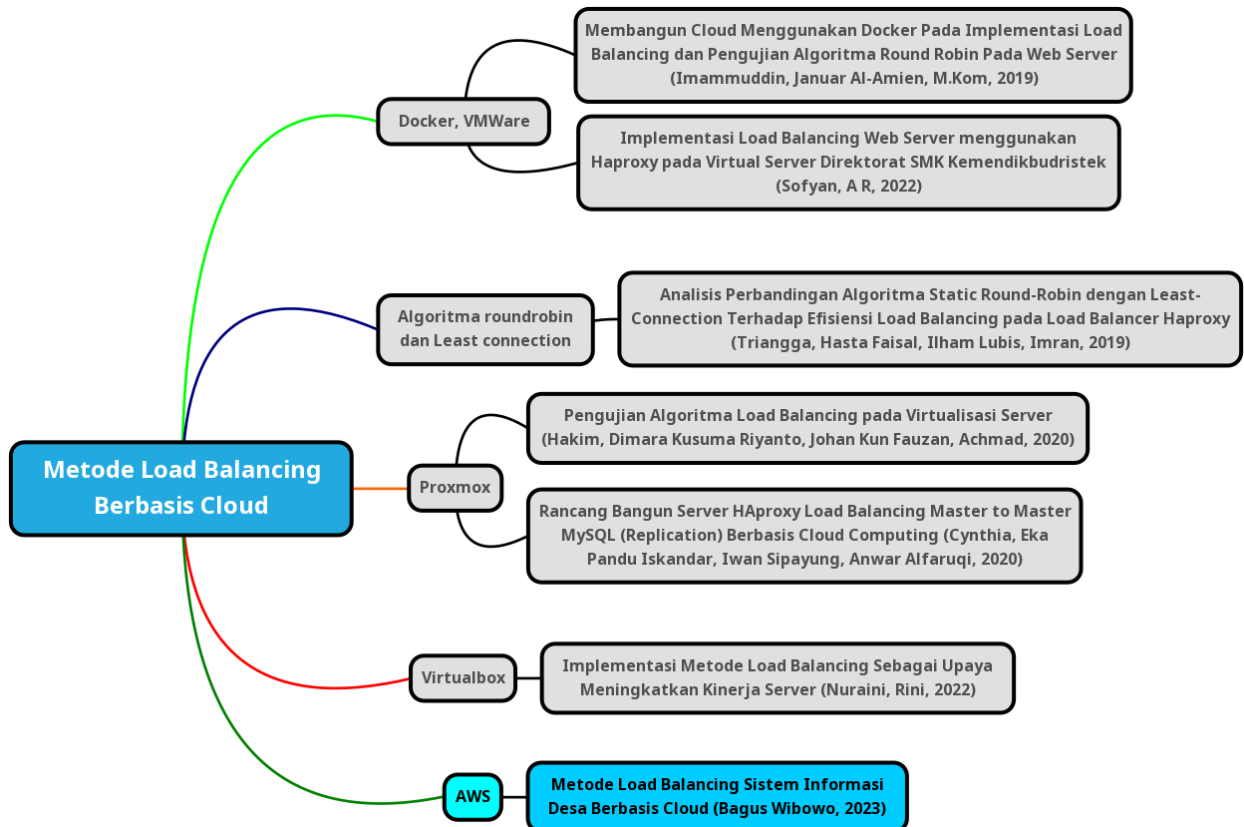 Membangun Cloud Menggunakan Docker Pada Implementasi Load
Balancing dan Pengujian Algoritma Round Robin Pada Web Server
(Imammuddin, Januar Al-Amien, M.Kom, 2019)
Docker, VMWare
Implementasi Load Balancing Web Server menggunakan
Haproxy pada Virtual Server Direktorat SMK Kemendikbudristek
(Sofyan, A R, 2022)
Algoritma roundrobin
dan Least connection
Analisis Perbandingan Algoritma Static Round-Robin dengan Least-
Connection Terhadap Efisiensi Load Balancing pada Load Balancer Haproxy
(Triangga, Hasta Faisal, Ilham Lubis, Imran, 2019)
Metode Load Balancing
Berbasis Cloud
Pengujian Algoritma Load Balancing pada Virtualisasi Server
(Hakim, Dimara Kusuma Riyanto, Johan Kun Fauzan, Achmad, 2020)
Proxmox
Rancang Bangun Server HAproxy Load Balancing Master to Master
MySQL (Replication) Berbasis Cloud Computing (Cynthia, Eka
Pandu Iskandar, Iwan Sipayung, Anwar Alfaruqi, 2020)
Virtualbox
Implementasi Metode Load Balancing Sebagai Upaya
Meningkatkan Kinerja Server (Nuraini, Rini, 2022)
AWS
Metode Load Balancing Sistem Informasi
Desa Berbasis Cloud (Bagus Wibowo, 2023)